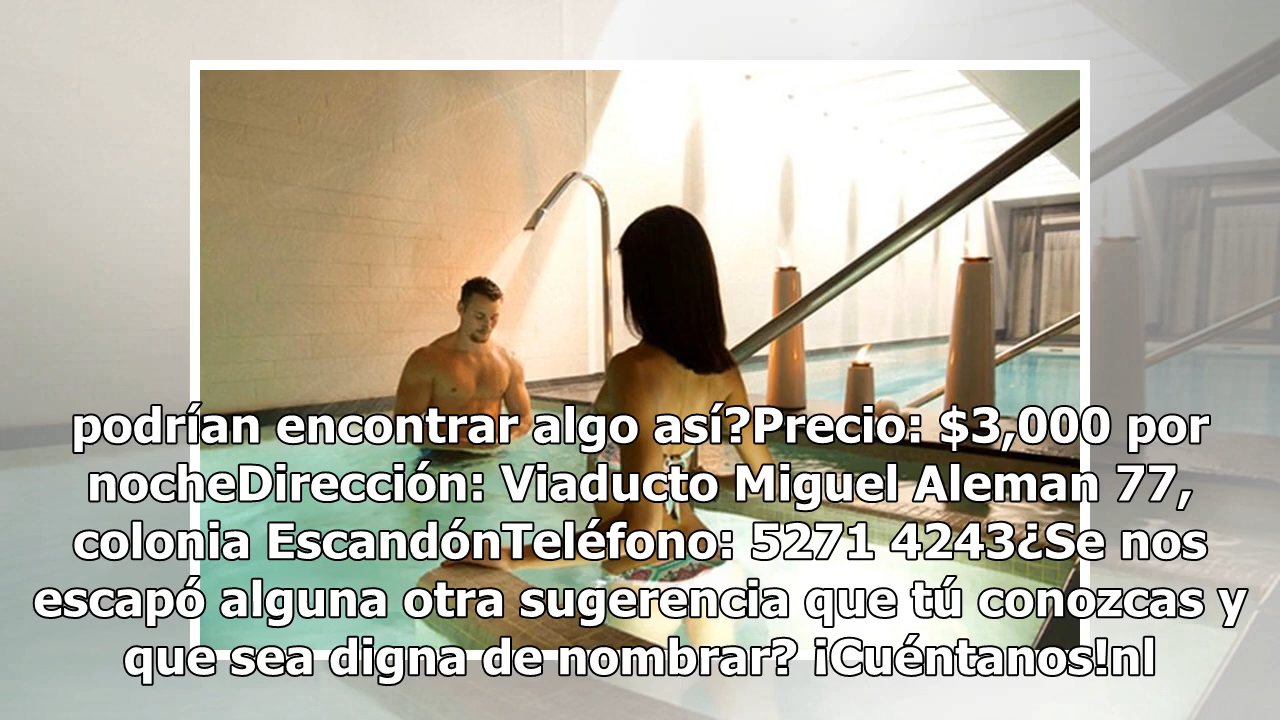 podrían encontrar algo así?Precio: $3,000 por
nocheDirección: Viaducto Miguel Aleman 77,
colonia EscandónTeléfono: 5271 4243¿Se nos
escapó alguna otra sugerencia que tú conozcas y
que sea digna de nombrar? ¡Cuéntanos!nl